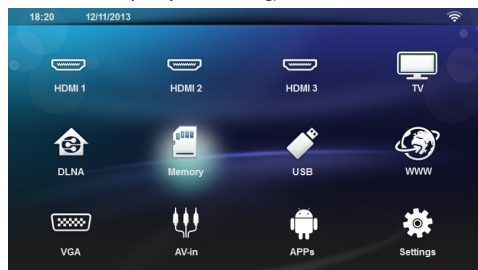 18:20 12/11/2013
HDMI 1 HDMI 2 HDMI 3 TV
DLNA Memory USB WWW
VGA AV-in APPs Settings